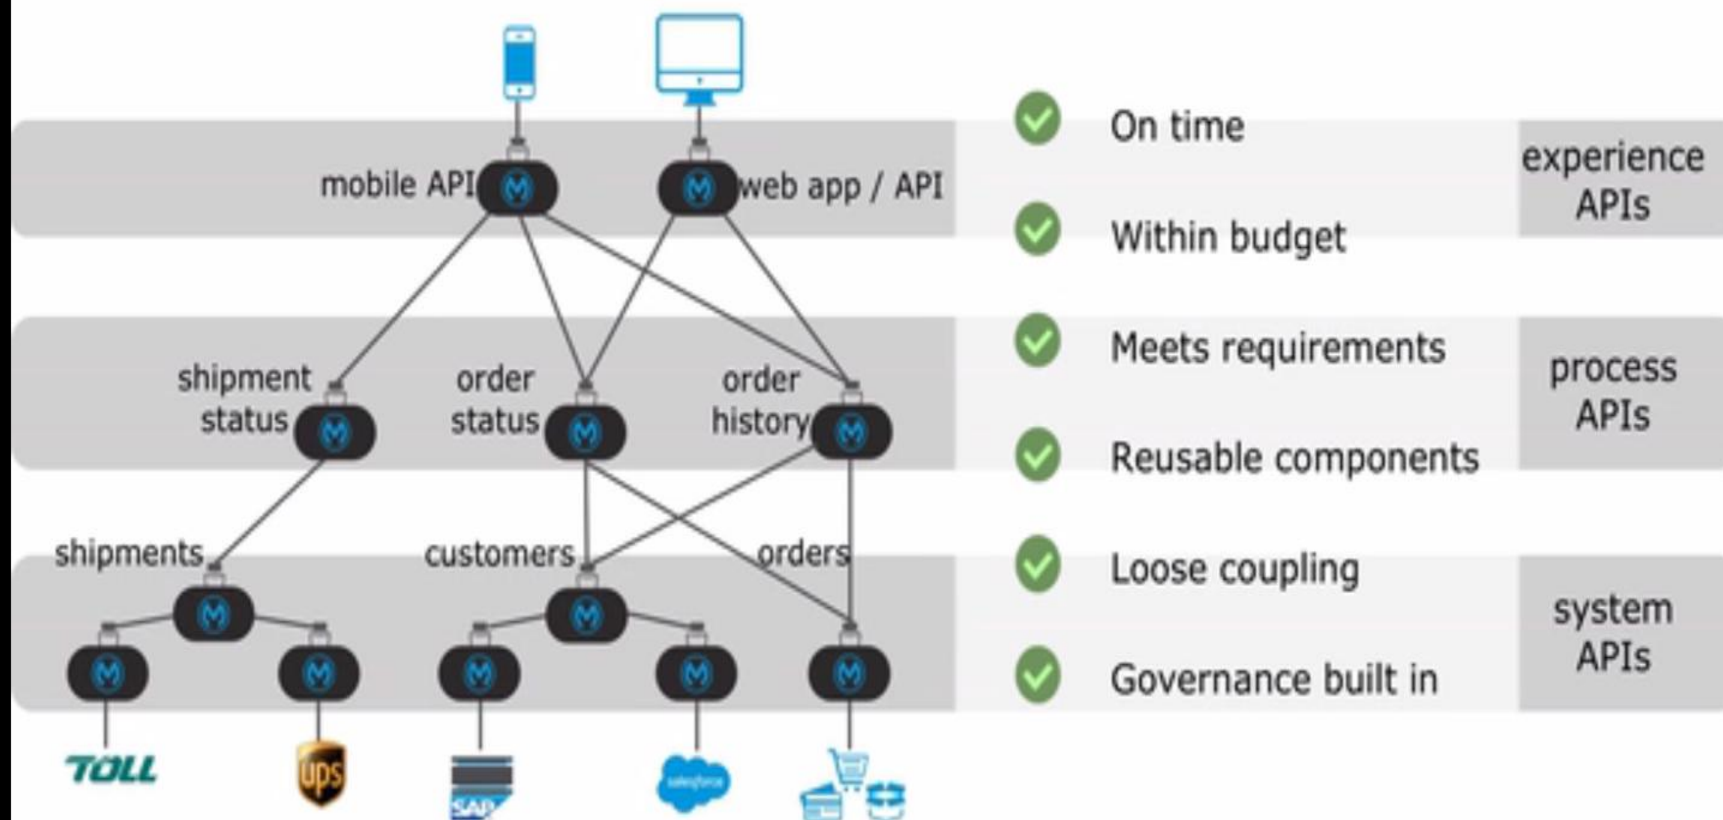 mobile API
web app / API
shipment
status
order
status
order
history
shipments
customers
orders
TOLL
ups
SAP
salesforce
On time
Within budget
Meets requirements
Reusable components
Loose coupling
Governance built in
experience
APIs
process
APIs
system
APIs